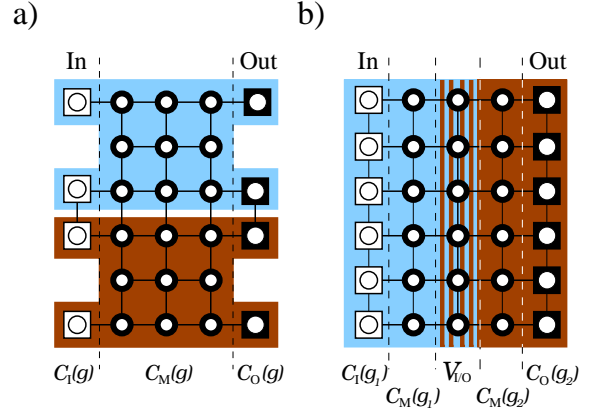 a)
b)
In
Out
In
Out
C_I(g)
C_M(g)
C_O(g)
C_I(g_1)
V_I/O
C_O(g_2)
C_M(g_1)
C_M(g_2)